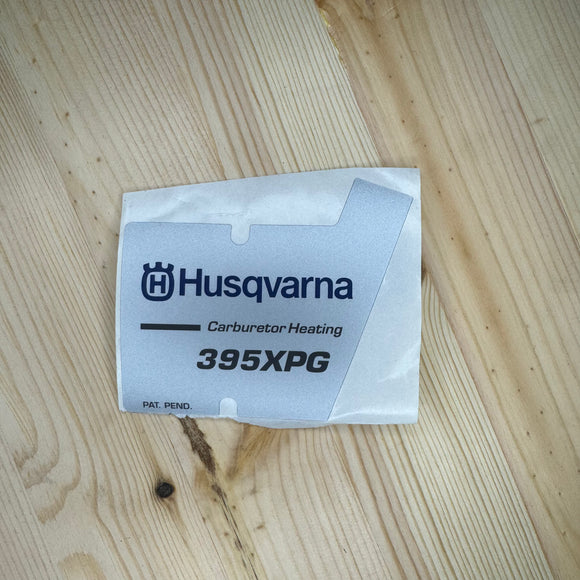 H Husqvarna
Carburetor Heating
395XPG
PAT. PEND.